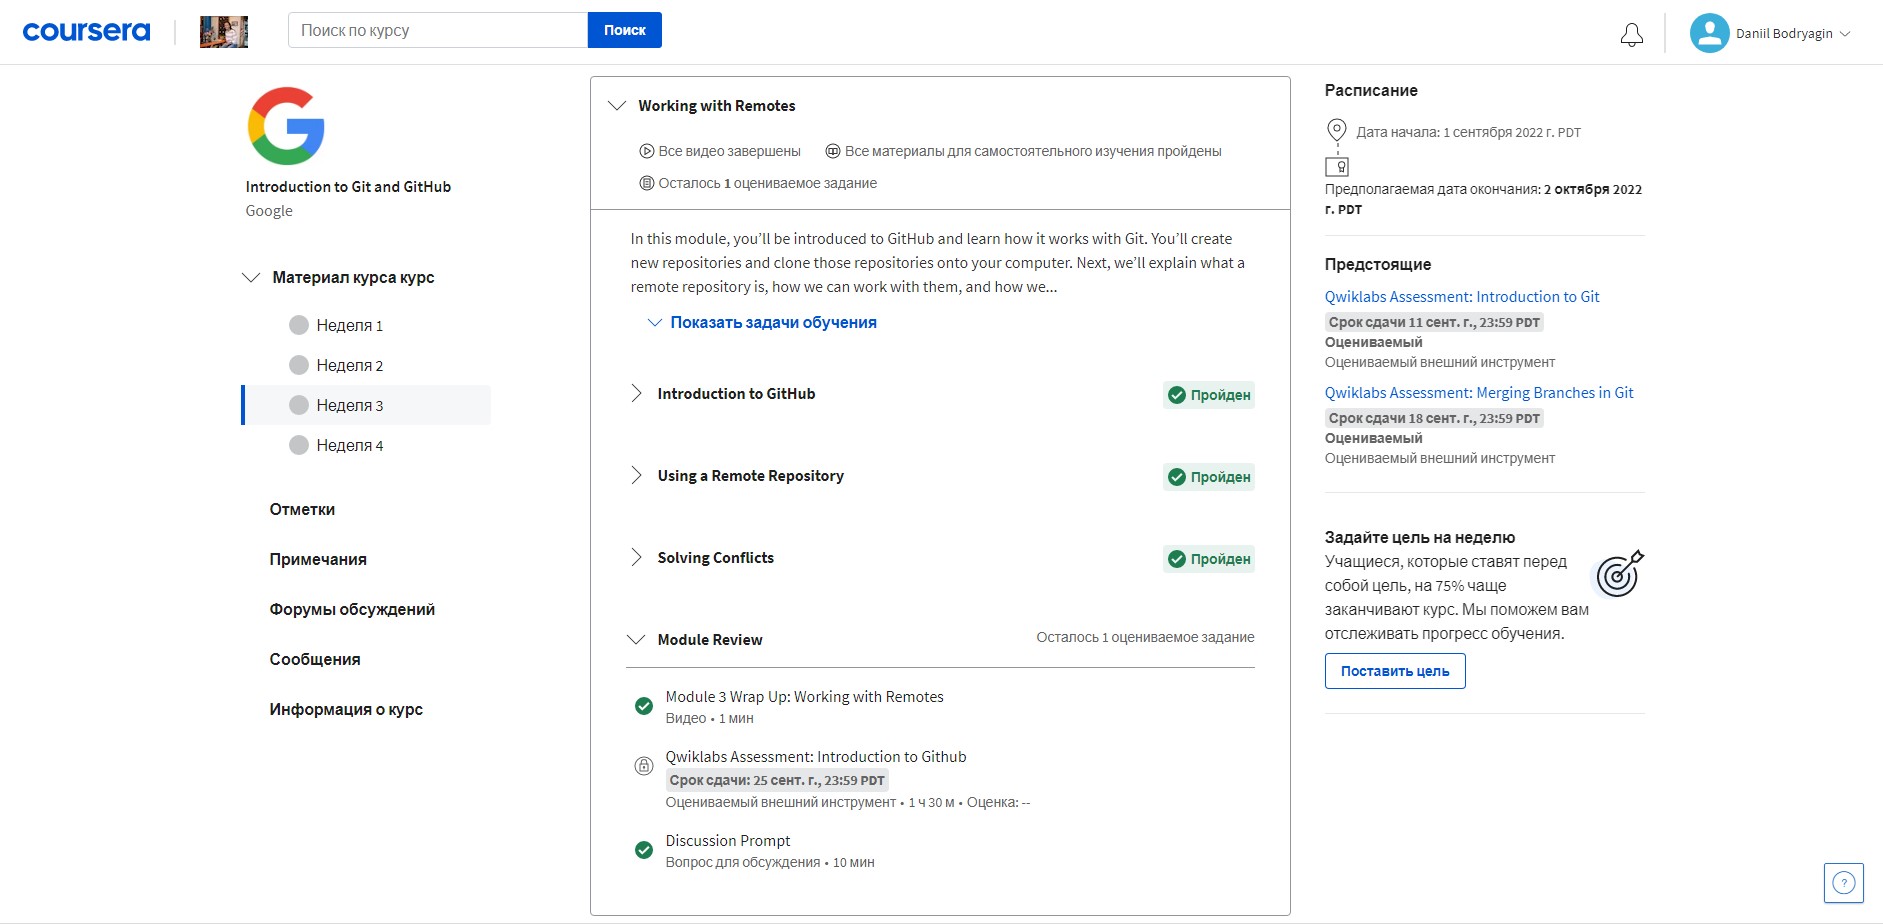 coursera
Поиск по курсу
Поиск
Daniil Bodryagin
Introduction to Git and GitHub
Google
Материал курса курс
Неделя 1
Неделя 2
Неделя 3
Неделя 4
Отметки
Примечания
Форумы обсуждений
Сообщения
Информация о курс
Working with Remotes
Все видео завершены
Все материалы для самостоятельного изучения пройдены
Осталось 1 оцениваемое задание
In this module, you’ll be introduced to GitHub and learn how it works with Git. You’ll create
new repositories and clone those repositories onto your computer. Next, we’ll explain what a
remote repository is, how we can work with them, and how we...
Показать задачи обучения
Introduction to GitHub
Пройден
Using a Remote Repository
Пройден
Solving Conflicts
Пройден
Module Review
Осталось 1 оцениваемое задание
Module 3 Wrap Up: Working with Remotes
Видео • 1 мин
Qwiklabs Assessment: Introduction to Github
Срок сдачи: 25 сент. г., 23:59 PDT
Оцениваемый внешний инструмент • 1 ч 30 м • Оценка: --
Discussion Prompt
Вопрос для обсуждения • 10 мин
Расписание
Дата начала: 1 сентября 2022 г. PDT
Предполагаемая дата окончания: 2 октября 2022
г. PDT
Предстоящие
Qwiklabs Assessment: Introduction to Git
Срок сдачи 11 сент. г., 23:59 PDT
Оцениваемый
Оцениваемый внешний инструмент
Qwiklabs Assessment: Merging Branches in Git
Срок сдачи 18 сент. г., 23:59 PDT
Оцениваемый
Оцениваемый внешний инструмент
Задайте цель на неделю
Учащиеся, которые ставят перед
собой цель, на 75% чаще
заканчивают курс. Мы поможем вам
отслеживать прогресс обучения.
Поставить цель
?